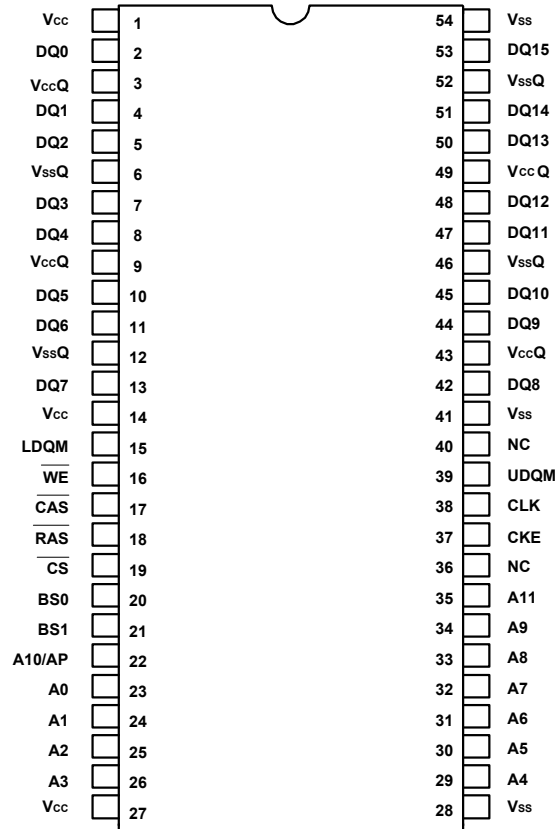 Vcc 1 54 Vss
DQ0 2 53 DQ15
VccQ 3 52 VssQ
DQ1 4 51 DQ14
DQ2 5 50 DQ13
VssQ 6 49 Vcc Q
DQ3 7 48 DQ12
DQ4 8 47 DQ11
VccQ 9 46 VssQ
DQ5 10 45 DQ10
DQ6 11 44 DQ9
VssQ 12 43 VccQ
DQ7 13 42 DQ8
Vcc 14 41 Vss
LDQM 15 40 NC
W̅E̅ 16 39 UDQM
C̅A̅S̅ 17 38 CLK
R̅A̅S̅ 18 37 CKE
C̅S̅ 19 36 NC
BS0 20 35 A11
BS1 21 34 A9
A10/AP 22 33 A8
A0 23 32 A7
A1 24 31 A6
A2 25 30 A5
A3 26 29 A4
Vcc 27 28 Vss